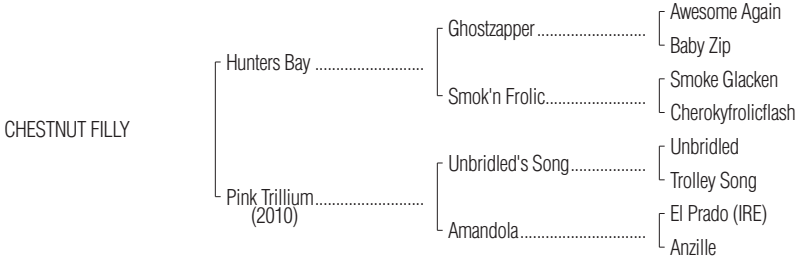 Awesome Again
Ghostzapper ..........................
Baby Zip
Hunters Bay ..........................
Smoke Glacken
Smok'n Frolic.........................
Cherokyfrolicflash
CHESTNUT FILLY
Unbridled
Unbridled's Song..................
Trolley Song
Pink Trillium..........................
(2010)
El Prado (IRE)
Amandola..............................
Anzille